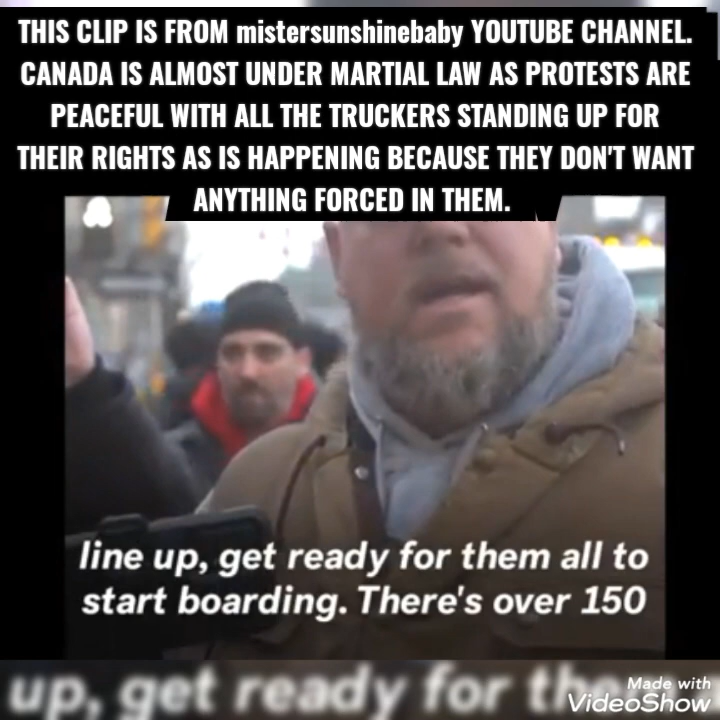 THIS CLIP IS FROM mistersunshinebaby YOUTUBE CHANNEL.
CANADA IS ALMOST UNDER MARTIAL LAW AS PROTESTS ARE
PEACEFUL WITH ALL THE TRUCKERS STANDING UP FOR
THEIR RIGHTS AS IS HAPPENING BECAUSE THEY DON'T WANT
ANYTHING FORCED IN THEM.
line up, get ready for them all to
start boarding. There's over 150
up, get ready for the
Made with
VideoShow